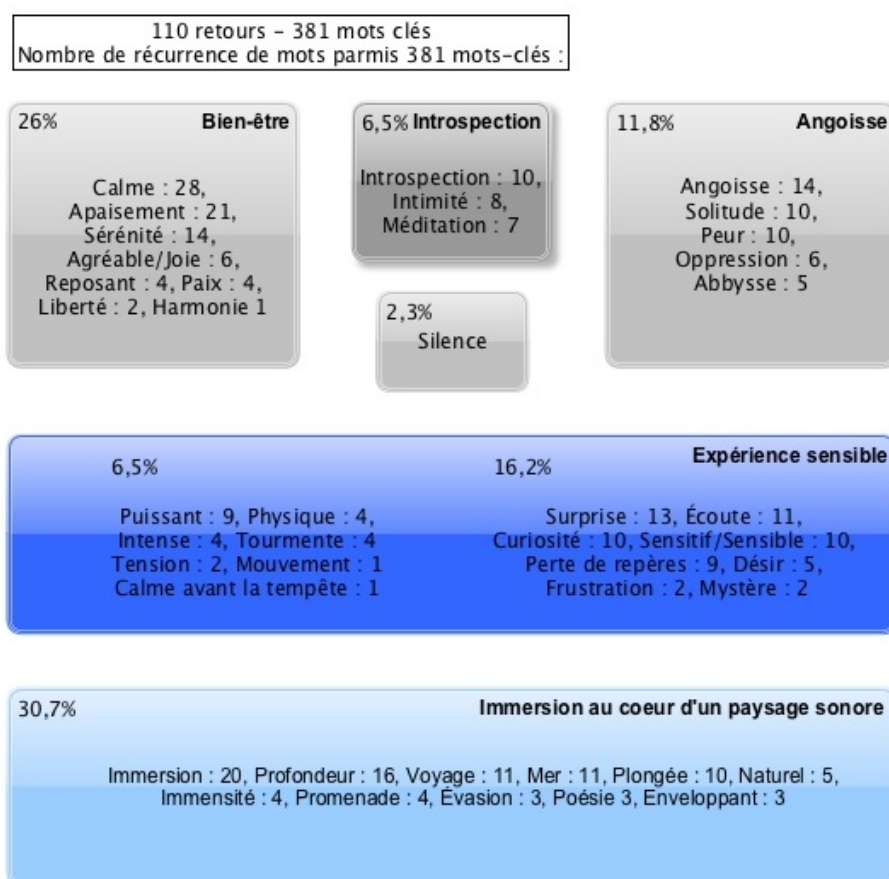 110 retours – 381 mots clés
Nombre de récurrence de mots parmis 381 mots-clés :
26% Bien-être
Calme : 28,
Apaisement : 21,
Sérénité : 14,
Agréable/Joie : 6,
Reposant : 4, Paix : 4,
Liberté : 2, Harmonie 1
6,5% Introspection
Introspection : 10,
Intimité : 8,
Méditation : 7
11,8% Angoisse
Angoisse : 14,
Solitude : 10,
Peur : 10,
Oppression : 6,
Abbysse : 5
2,3%
Silence
Expérience sensible
6,5%
Puissant : 9, Physique : 4,
Intense : 4, Tourmente : 4
Tension : 2, Mouvement : 1
Calme avant la tempête : 1
16,2%
Surprise : 13, Écoute : 11,
Curiosité : 10, Sensitif/Sensible : 10,
Perte de repères : 9, Désir : 5,
Frustration : 2, Mystère : 2
30,7% Immersion au coeur d'un paysage sonore
Immersion : 20, Profondeur : 16, Voyage : 11, Mer : 11, Plongée : 10, Naturel : 5,
Immensité : 4, Promenade : 4, Évasion : 3, Poésie 3, Enveloppant : 3